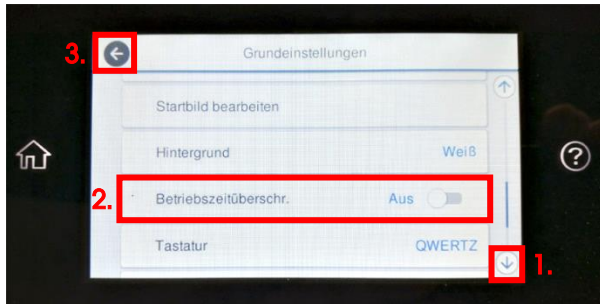 3.
Grundeinstellungen
Startbild bearbeiten
Hintergrund Weiß
2.
Betriebszeitüberschr. Aus
Tastatur QWERTZ
1.
?